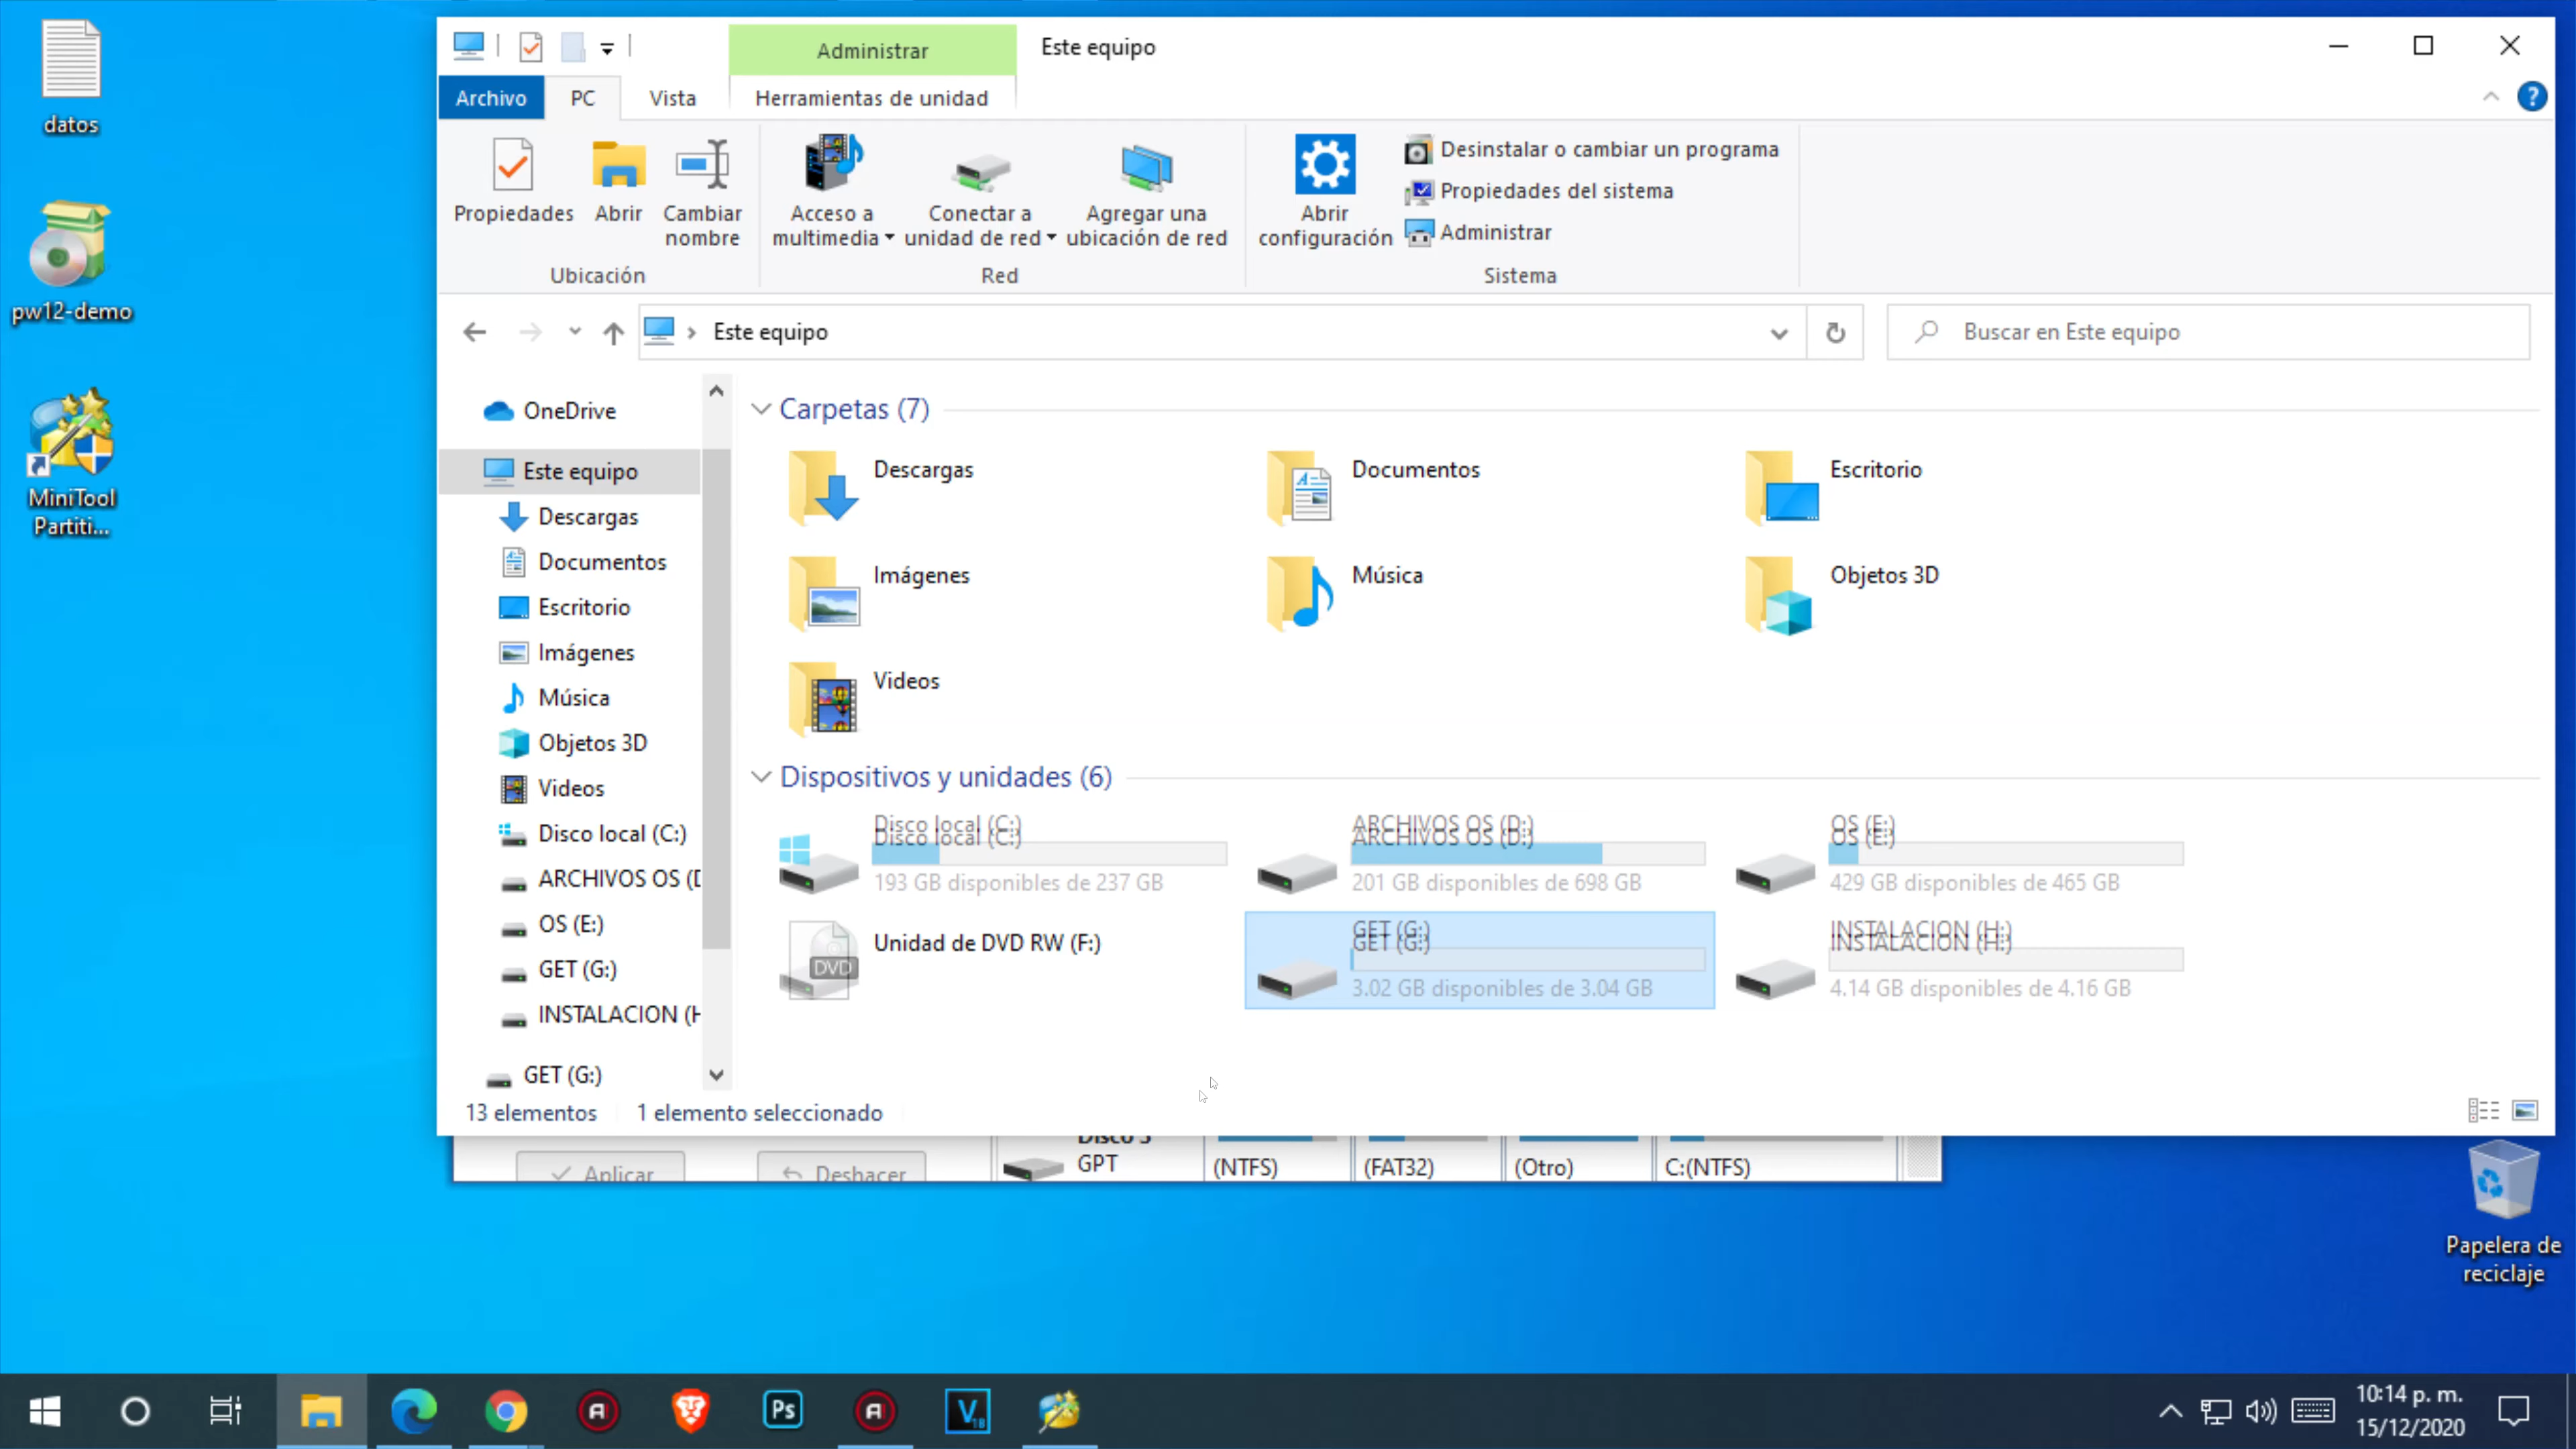 datos
pw12-demo
MiniTool
Partiti...
Administrar
Este equipo
Archivo
PC
Vista
Herramientas de unidad
Propiedades
Abrir
Cambiar
nombre
Ubicación
Acceso a
multimedia
Conectar a
unidad de red
Agregar una
ubicación de red
Red
Abrir
configuración
Desinstalar o cambiar un programa
Propiedades del sistema
Administrar
Sistema
Este equipo
Buscar en Este equipo
OneDrive
Este equipo
Descargas
Documentos
Escritorio
Imágenes
Música
Objetos 3D
Videos
Disco local (C:)
ARCHIVOS OS (D
OS (E:)
GET (G:)
INSTALACION (H
GET (G:)
Carpetas (7)
Descargas
Documentos
Escritorio
Imágenes
Música
Objetos 3D
Videos
Dispositivos y unidades (6)
Disco local (C:)
193 GB disponibles de 237 GB
ARCHIVOS OS (D:)
201 GB disponibles de 698 GB
OS (E:)
429 GB disponibles de 465 GB
Unidad de DVD RW (F:)
DVD
GET (G:)
3.02 GB disponibles de 3.04 GB
INSTALACION (H:)
4.14 GB disponibles de 4.16 GB
13 elementos
1 elemento seleccionado
Aplicar
Deshacer
Disco 3
GPT
(NTFS)
(FAT32)
(Otro)
C:(NTFS)
Papelera de
reciclaje
Ps
V
18
10:14 p. m.
15/12/2020